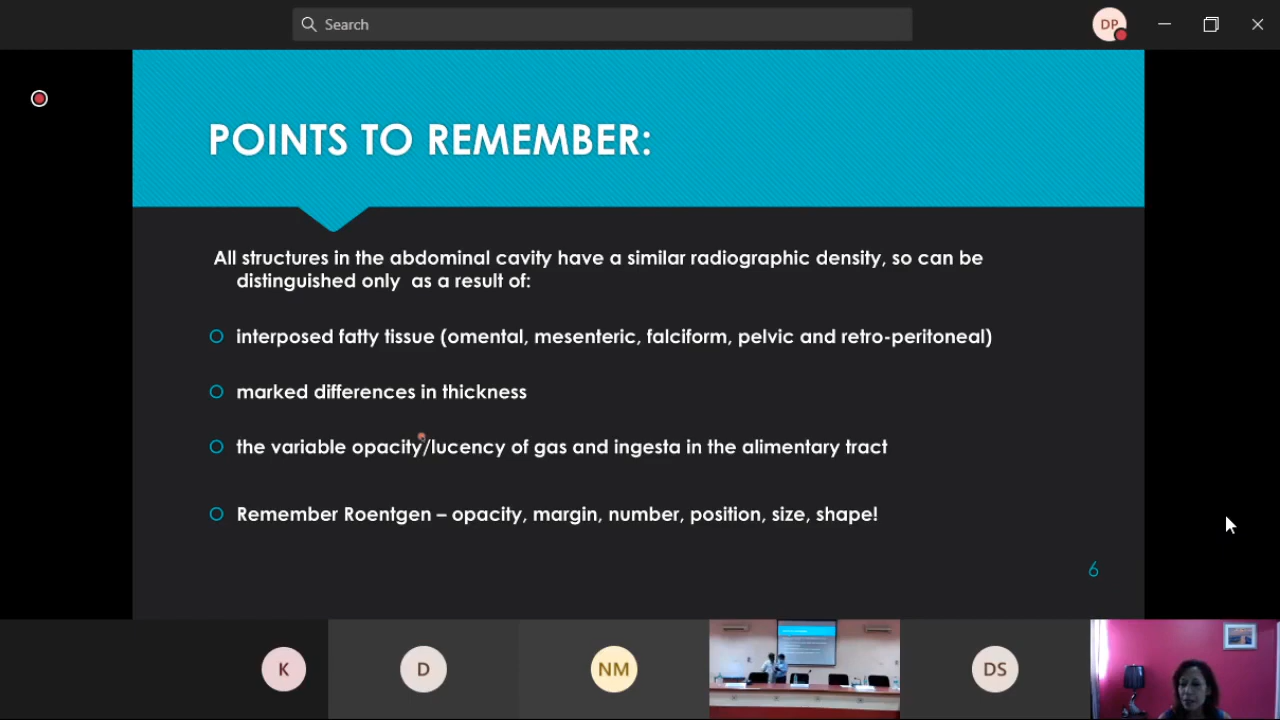 Search
DP
POINTS TO REMEMBER:
All structures in the abdominal cavity have a similar radiographic density, so can be
distinguished only as a result of:
interposed fatty tissue (omental, mesenteric, falciform, pelvic and retro-peritoneal)
marked differences in thickness
the variable opacity/lucency of gas and ingesta in the alimentary tract
Remember Roentgen – opacity, margin, number, position, size, shape!
6
K
D
NM
DS